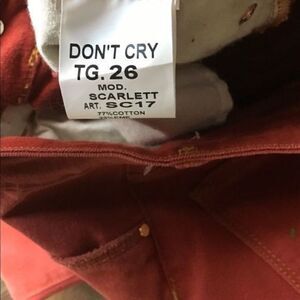 DON'T CRY
TG. 26
MOD.
SCARLETT
ART. SC17
77%COTTON